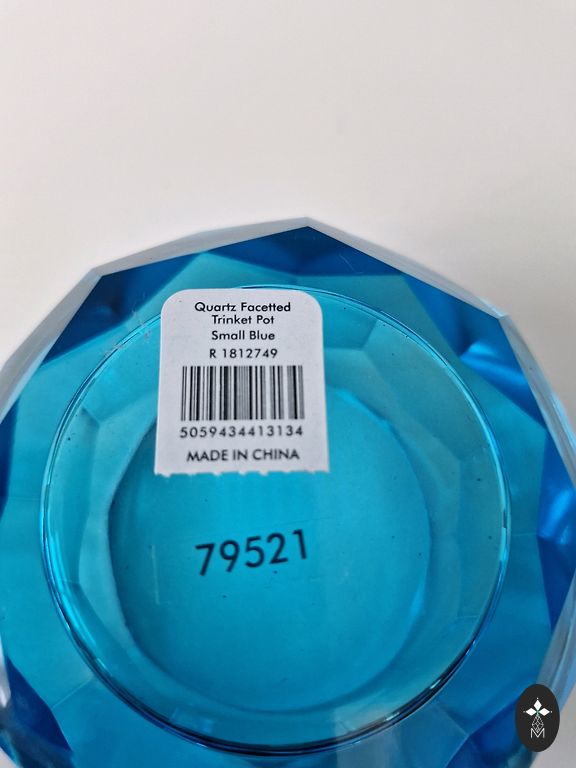 Quartz Facetted
Trinket Pot
Small Blue
R 1812749
5059434413134
MADE IN CHINA
79521
M